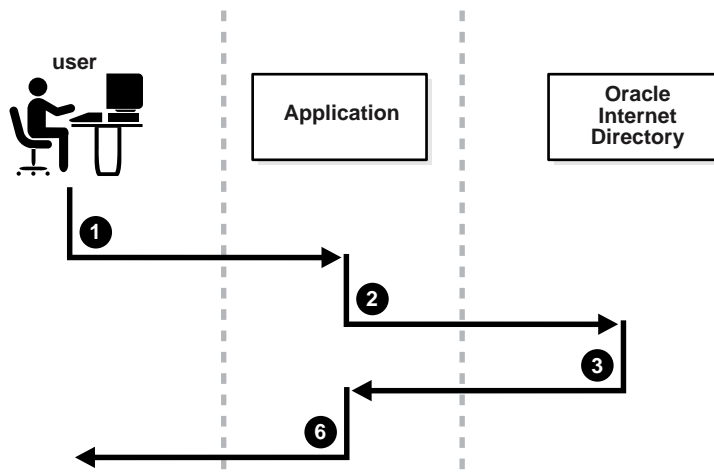 user
Application
Oracle
Internet
Directory
1
2
3
6